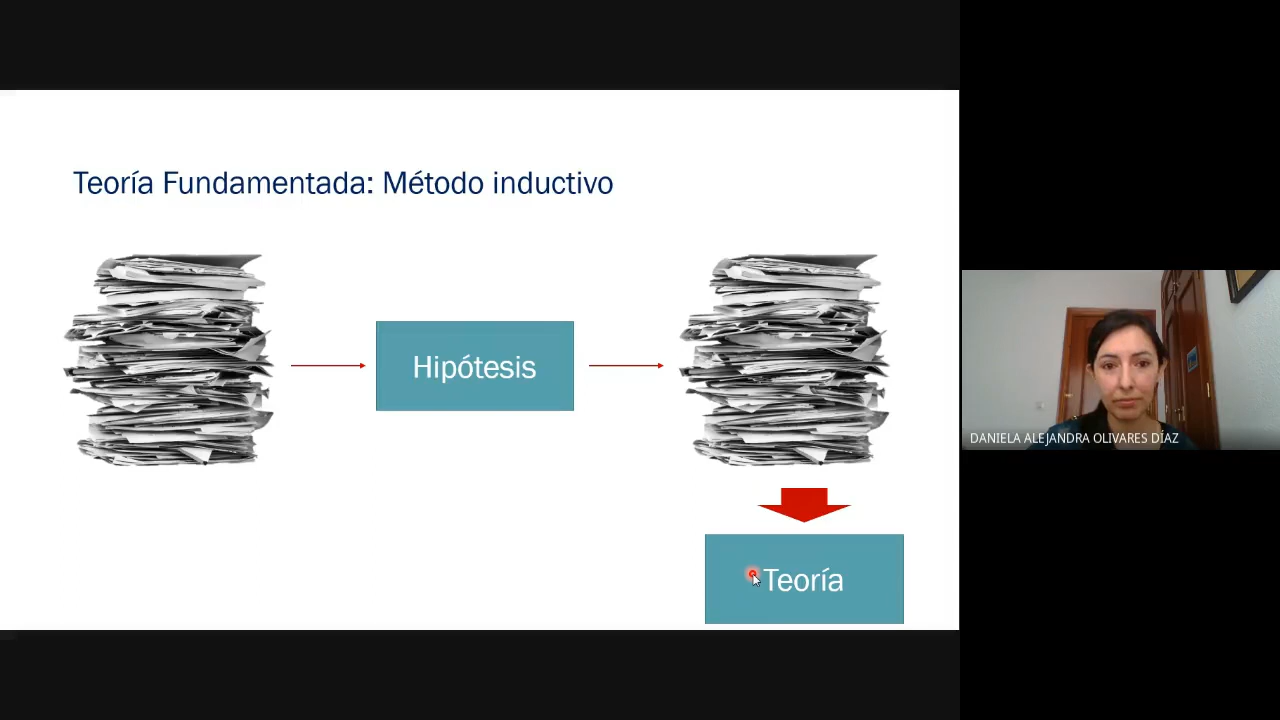 Teoría Fundamentada: Método inductivo
Hipótesis
Teoría
DANIELA ALEJANDRA OLIVARES DÍAZ